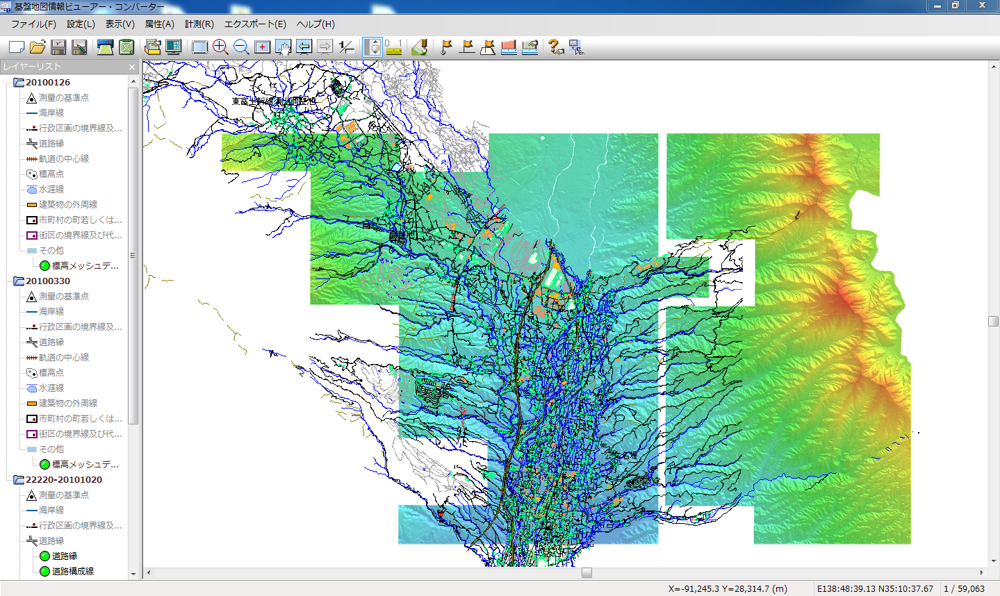 基盤地図情報ビューアー・コンバーター
ファイル(F) 設定(L) 表示(V) 属性(A) 計測(R) エクスポート(E) ヘルプ(H)
0 1
レイヤーリスト
20100126
測量の基準点
海岸線
行政区画の境界線及...
道路縁
軌道の中心線
標高点
水涯線
建築物の外周線
市町村の町若しくは...
街区の境界線及び代...
その他
標高メッシュデ...
20100330
測量の基準点
海岸線
行政区画の境界線及...
道路縁
軌道の中心線
標高点
水涯線
建築物の外周線
市町村の町若しくは...
街区の境界線及び代...
その他
標高メッシュデ...
22220-20101020
測量の基準点
海岸線
行政区画の境界線及...
道路縁
道路縁
道路構成線
東富士幹線
X=-91,245.3 Y=28,314.7 (m)
E138:48:39.13 N35:10:37.67
1 / 59,063